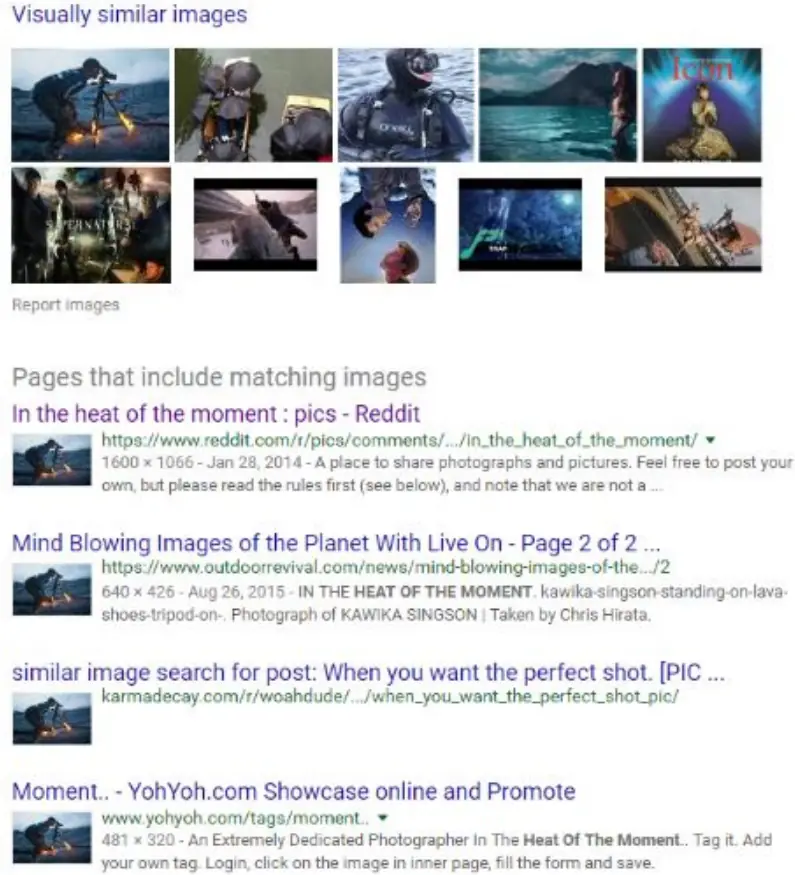 Visually similar images
Icon
O'NEILL
SUPERNATURAL
TRAP
Report images
Pages that include matching images
In the heat of the moment : pics - Reddit
https://www.reddit.com/r/pics/comments/.../in_the_heat_of_the_moment/
1600 × 1066 - Jan 28, 2014 - A place to share photographs and pictures. Feel free to post your
own, but please read the rules first (see below), and note that we are not a ...
Mind Blowing Images of the Planet With Live On - Page 2 of 2 ...
https://www.outdoorrevival.com/news/mind-blowing-images-of-the.../2
640 × 426 - Aug 26, 2015 - IN THE HEAT OF THE MOMENT. kawika-singson-standing-on-lava-
shoes-tripod-on-. Photograph of KAWIKA SINGSON | Taken by Chris Hirata.
similar image search for post: When you want the perfect shot. [PIC ...
karmadecay.com/r/woahdude/.../when_you_want_the_perfect_shot_pic/
Moment.. - YohYoh.com Showcase online and Promote
www.yohyoh.com/tags/moment..
481 × 320 - An Extremely Dedicated Photographer In The Heat Of The Moment.. Tag it. Add
your own tag. Login, click on the image in inner page, fill the form and save.